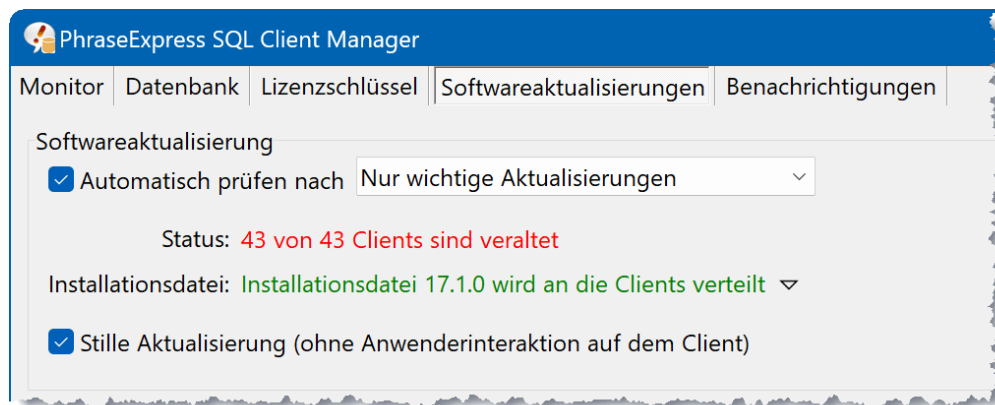 PhraseExpress SQL Client Manager
Monitor Datenbank Lizenzschlüssel Softwareaktualisierungen Benachrichtigungen
Softwareaktualisierung
Automatisch prüfen nach Nur wichtige Aktualisierungen
Status: 43 von 43 Clients sind veraltet
Installationsdatei: Installationsdatei 17.1.0 wird an die Clients verteilt
Stille Aktualisierung (ohne Anwenderinteraktion auf dem Client)